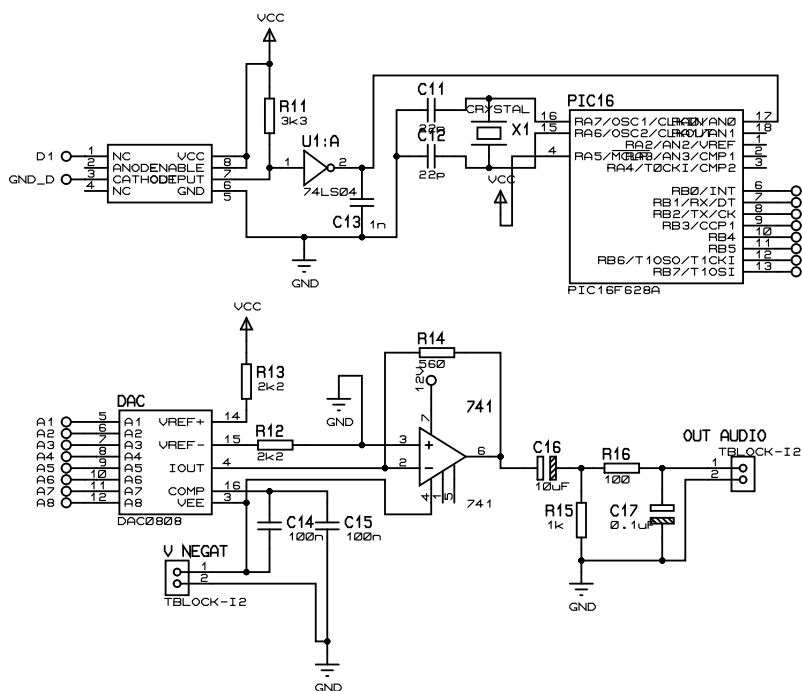 VCC
R11
3k3
D1
GND_D
1
2
3
4
NC
ANODENABLE
CATHODE
NC
VCC
GND
8
7
6
5
U1:A
1
2
74LS04
C13
1n
GND
C11
C12
22p
CRYSTAL
X1
VCC
PIC16
16
15
4
RA7/OSC1/CLKIN
RA0/AN0
RA6/OSC2/CLKOUT
RA1/AN1
RA2/AN2/VREF
RA5/MCLR
RA3/AN3/CMP1
RA4/T0CKI/CMP2
RB0/INT
RB1/RX/DT
RB2/TX/CK
RB3/CCP1
RB4
RB5
RB6/T1OSO/T1CKI
RB7/T1OSI
17
18
1
2
3
6
7
8
9
10
11
12
13
PIC16F628A
VCC
R13
2k2
DAC
A1
A2
A3
A4
A5
A6
A7
A8
5
6
7
8
9
10
11
12
A1
A2
A3
A4
A5
A6
A7
A8
VREF+
VREF-
IOUT
COMP
VEE
14
15
4
16
3
DAC0808
R12
2k2
GND
R14
560
12V
741
7
3
2
6
4
1
5
741
C14
100n
C15
100n
V NEGAT
1
2
TBLOCK-I2
GND
C16
10uF
R15
1k
R16
100
C17
0.1uF
GND
OUT AUDIO
TBLOCK-I2
1
2